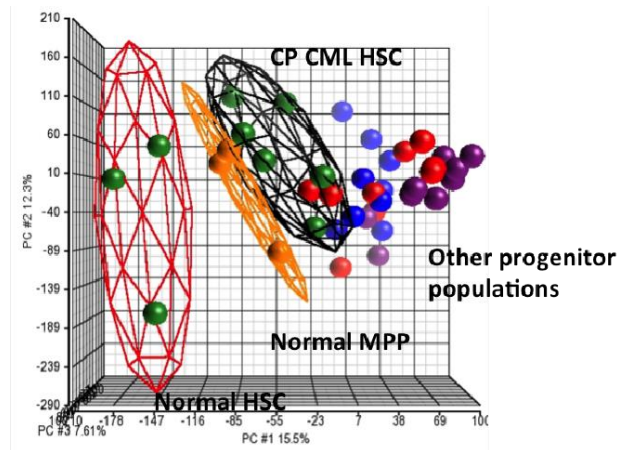 210
160
110
60
10
-40
-89
-139
-189
-239
-290
PC #2 12.3%
CP CML HSC
Other progenitor
populations
Normal MPP
Normal HSC
-178 -147 -116 -85 -55 -23 7 38 69 100
PC #3 7.61%
PC #1 15.5%